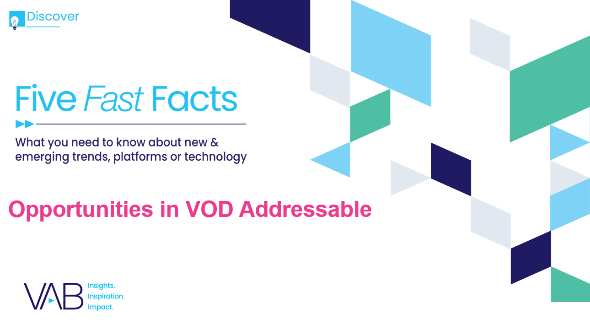 Discover
Five Fast Facts
What you need to know about new &
emerging trends, platforms or technology
Opportunities in VOD Addressable
VAB
Insights.
Inspiration.
Impact.